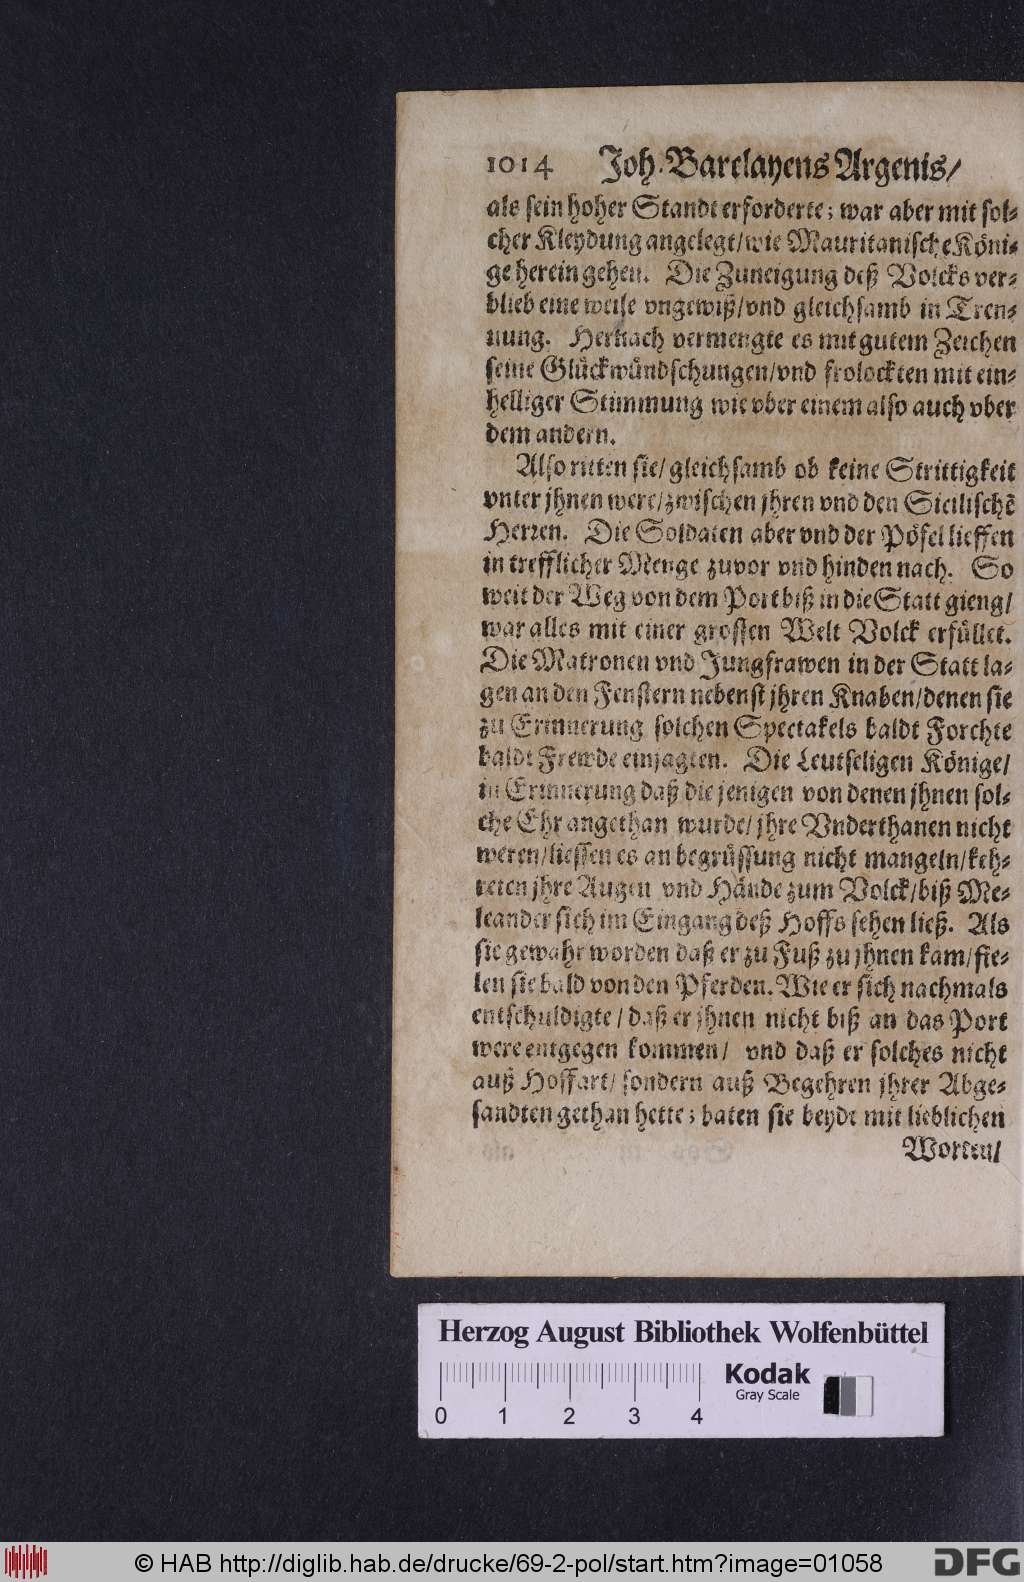 1014 Joh. Barclayens Argenis/
als sein hoher Standt erforderte; war aber mit sol-
cher Kleydung angelegt/wie Mauritanische Köni-
ge herein gehen. Die Zuneigung deß Volcks ver-
blieb eine weile vngewiß/vnd gleichsamb in Tren-
nung. Hernach vermengte es mit gutem Zeichen
seine Glückwündschungen/vnd frolockten mit ein-
helliger Stimmung wie vber einem also auch vber
dem andern.
Also ritten sie/gleichsamb ob keine Strittigkeit
vnter jhnen were/zwischen jhren vnd den Sicilischẽ
Herren. Die Soldaten aber vnd der Pöfel lieffen
in trefflicher Menge zuvor vnd hinden nach. So
weit der Weg von dem Port biß in die Statt gieng/
war alles mit einer grossen Welt Volck erfüllet.
Die Matronen vnd Jungfrawen in der Statt la-
gen an den Fenstern nebenst jhren Knaben/denen sie
zu Erinnerung solchen Spectakels baldt Forchte
baldt Frewde einjagten. Die Leutseligen Könige/
in Erinnerung daß die jenigen von denen jhnen sol-
che Ehr angethan wurde/jhre Vnderthanen nicht
weren/liessen es an begrüssung nicht mangeln/keh-
reten jhre Augen vnd Hände zum Volck/biß Me-
leander sich im Eingang deß Hoffs sehen ließ. Als
sie gewahr worden daß er zu Fuß zu jhnen kam/fie-
len sie bald von den Pferden. Wie er sich nachmals
entschuldigte/daß er jhnen nicht biß an das Port
were entgegen kommen/ vnd daß er solches nicht
auß Hoffart/sondern auß Begehren jhrer Abge-
sandten gethan hette; baten sie beyde mit lieblichen
Worten/
Herzog August Bibliothek Wolfenbüttel
Kodak
Gray Scale
0 1 2 3 4
© HAB http://diglib.hab.de/drucke/69-2-pol/start.htm?image=01058
DFG